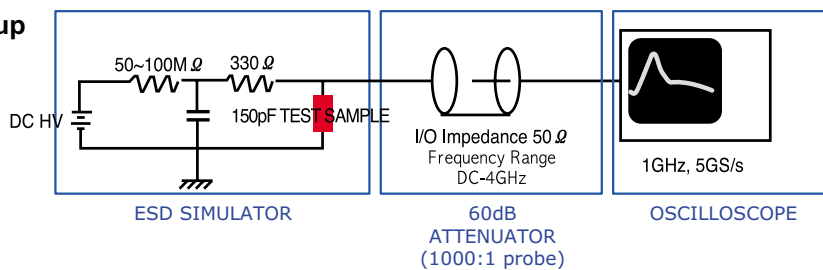 up
50~100M Ω
330 Ω
DC HV
150pF TEST SAMPLE
I/O Impedance 50 Ω
Frequency Range
DC-4GHz
1GHz, 5GS/s
ESD SIMULATOR
60dB
ATTENUATOR
(1000:1 probe)
OSCILLOSCOPE